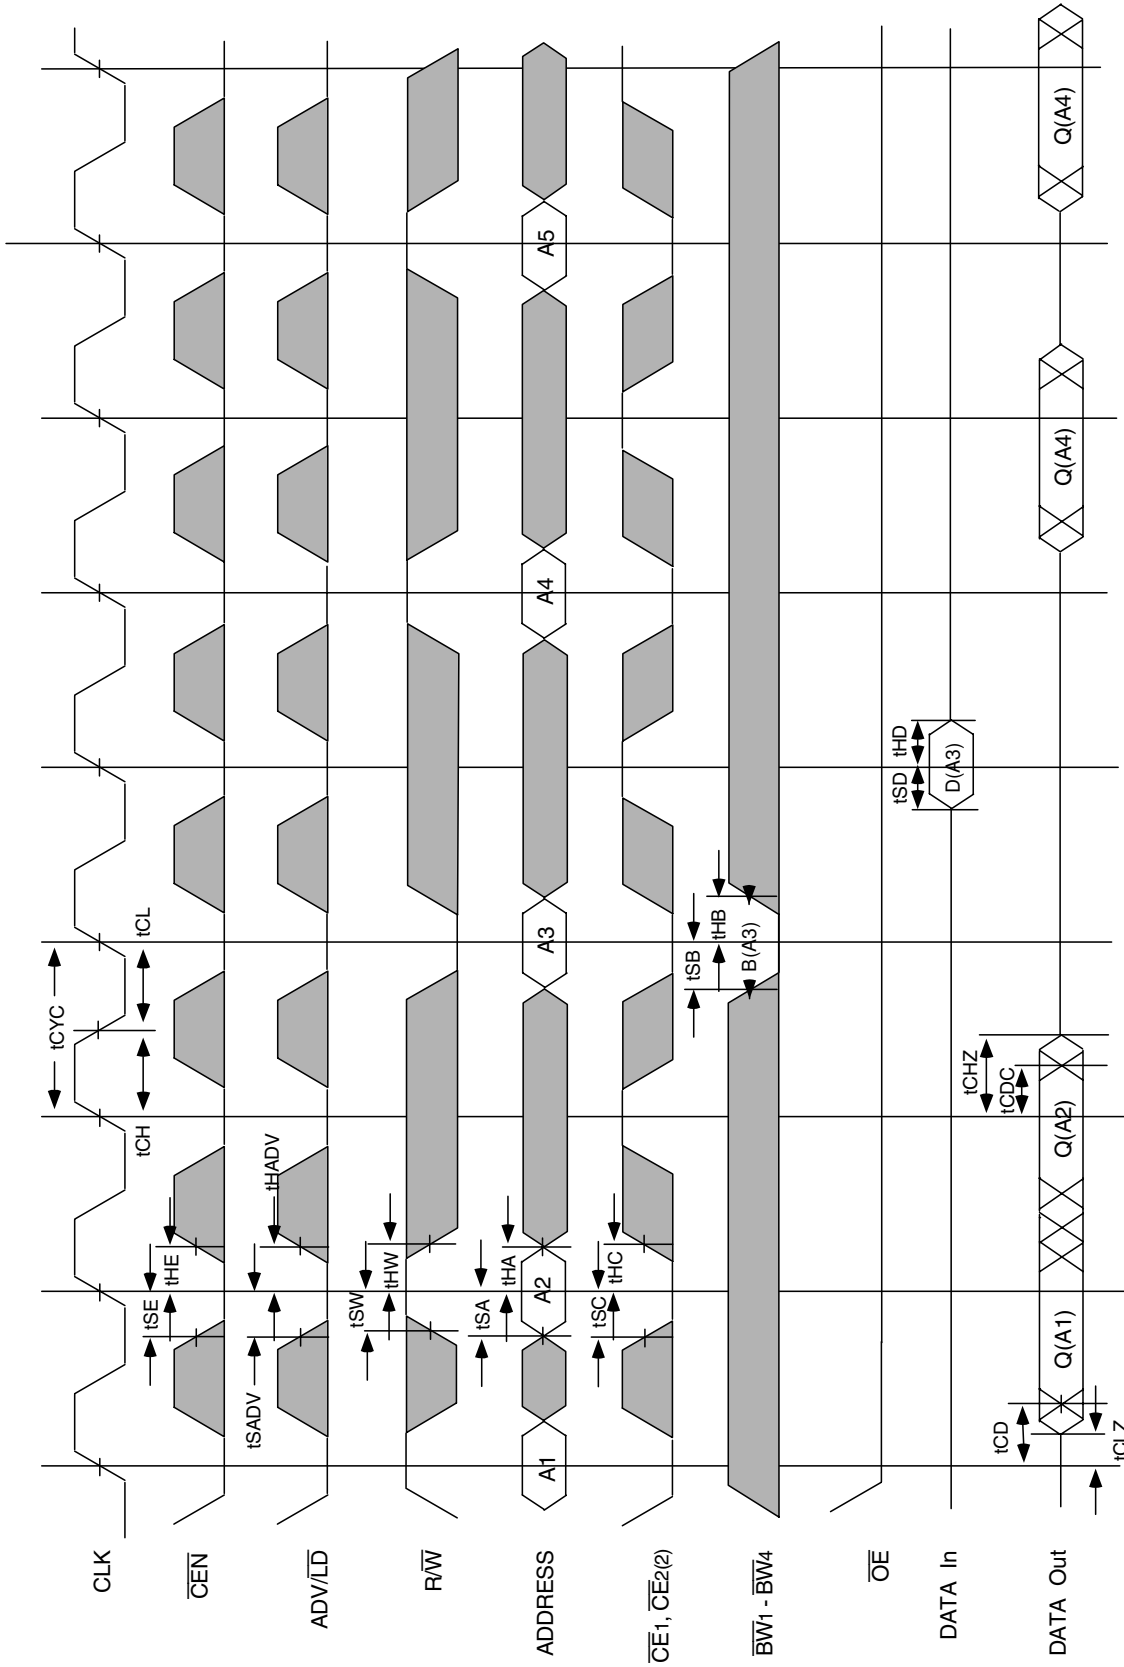 CLK
tCYC
tCH
tCL
CEN
tSE
tHE
ADV/LD
tSADV
tHADV
R/W
tSW
tHW
ADDRESS
A1
tSA
tHA
A2
A3
A4
A5
CE1, CE2(2)
tSC
tHC
BW1 - BW4
tSB
tHB
B(A3)
OE
DATA In
tSD
tHD
D(A3)
DATA Out
tCD
tCLZ
Q(A1)
Q(A2)
tCHZ
tCDC
Q(A4)
Q(A4)